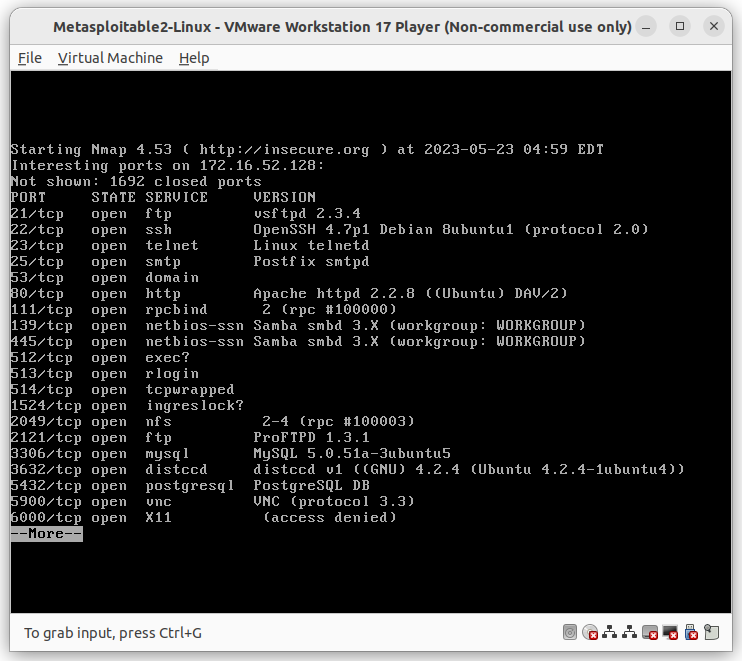 Metasploitable2-Linux - VMware Workstation 17 Player (Non-commercial use only)
File Virtual Machine Help
Starting Nmap 4.53 ( http://insecure.org ) at 2023-05-23 04:59 EDT
Interesting ports on 172.16.52.128:
Not shown: 1692 closed ports
PORT     STATE SERVICE     VERSION
21/tcp   open  ftp         vsftpd 2.3.4
22/tcp   open  ssh         OpenSSH 4.7p1 Debian 8ubuntu1 (protocol 2.0)
23/tcp   open  telnet      Linux telnetd
25/tcp   open  smtp        Postfix smtpd
53/tcp   open  domain
80/tcp   open  http        Apache httpd 2.2.8 ((Ubuntu) DAV/2)
111/tcp  open  rpcbind      2 (rpc #100000)
139/tcp  open  netbios-ssn Samba smbd 3.X (workgroup: WORKGROUP)
445/tcp  open  netbios-ssn Samba smbd 3.X (workgroup: WORKGROUP)
512/tcp  open  exec?
513/tcp  open  rlogin
514/tcp  open  tcpwrapped
1524/tcp open  ingreslock?
2049/tcp open  nfs          2-4 (rpc #100003)
2121/tcp open  ftp         ProFTPD 1.3.1
3306/tcp open  mysql       MySQL 5.0.51a-3ubuntu5
3632/tcp open  distccd     distccd v1 ((GNU) 4.2.4 (Ubuntu 4.2.4-1ubuntu4))
5432/tcp open  postgresql  PostgreSQL DB
5900/tcp open  vnc         VNC (protocol 3.3)
6000/tcp open  X11          (access denied)
--More--
To grab input, press Ctrl+G